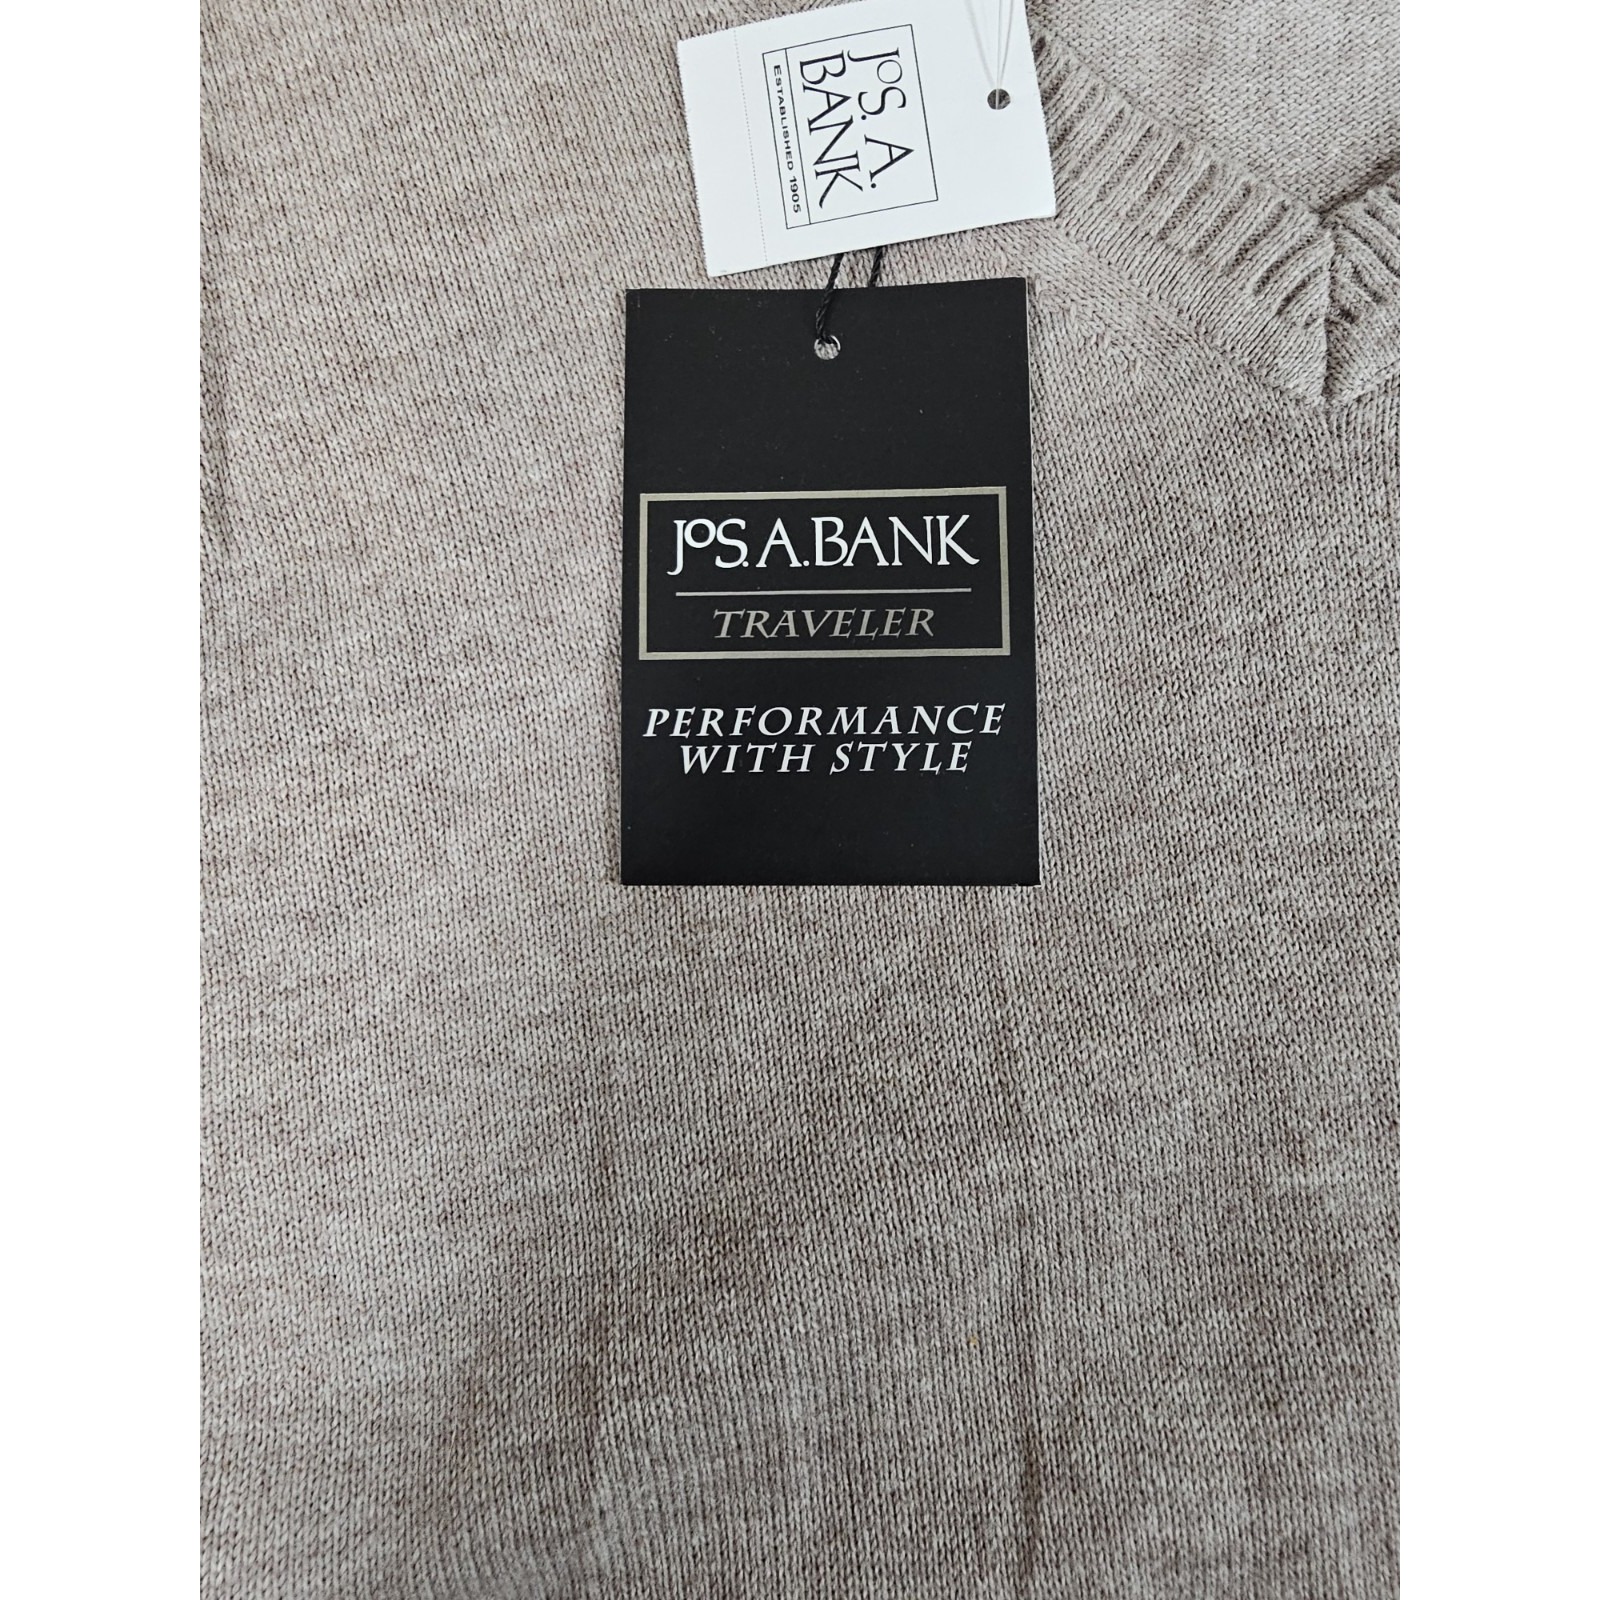 JOS. A.
BANK
ESTABLISHED 1905
JOS. A. BANK
TRAVELER
PERFORMANCE
WITH STYLE